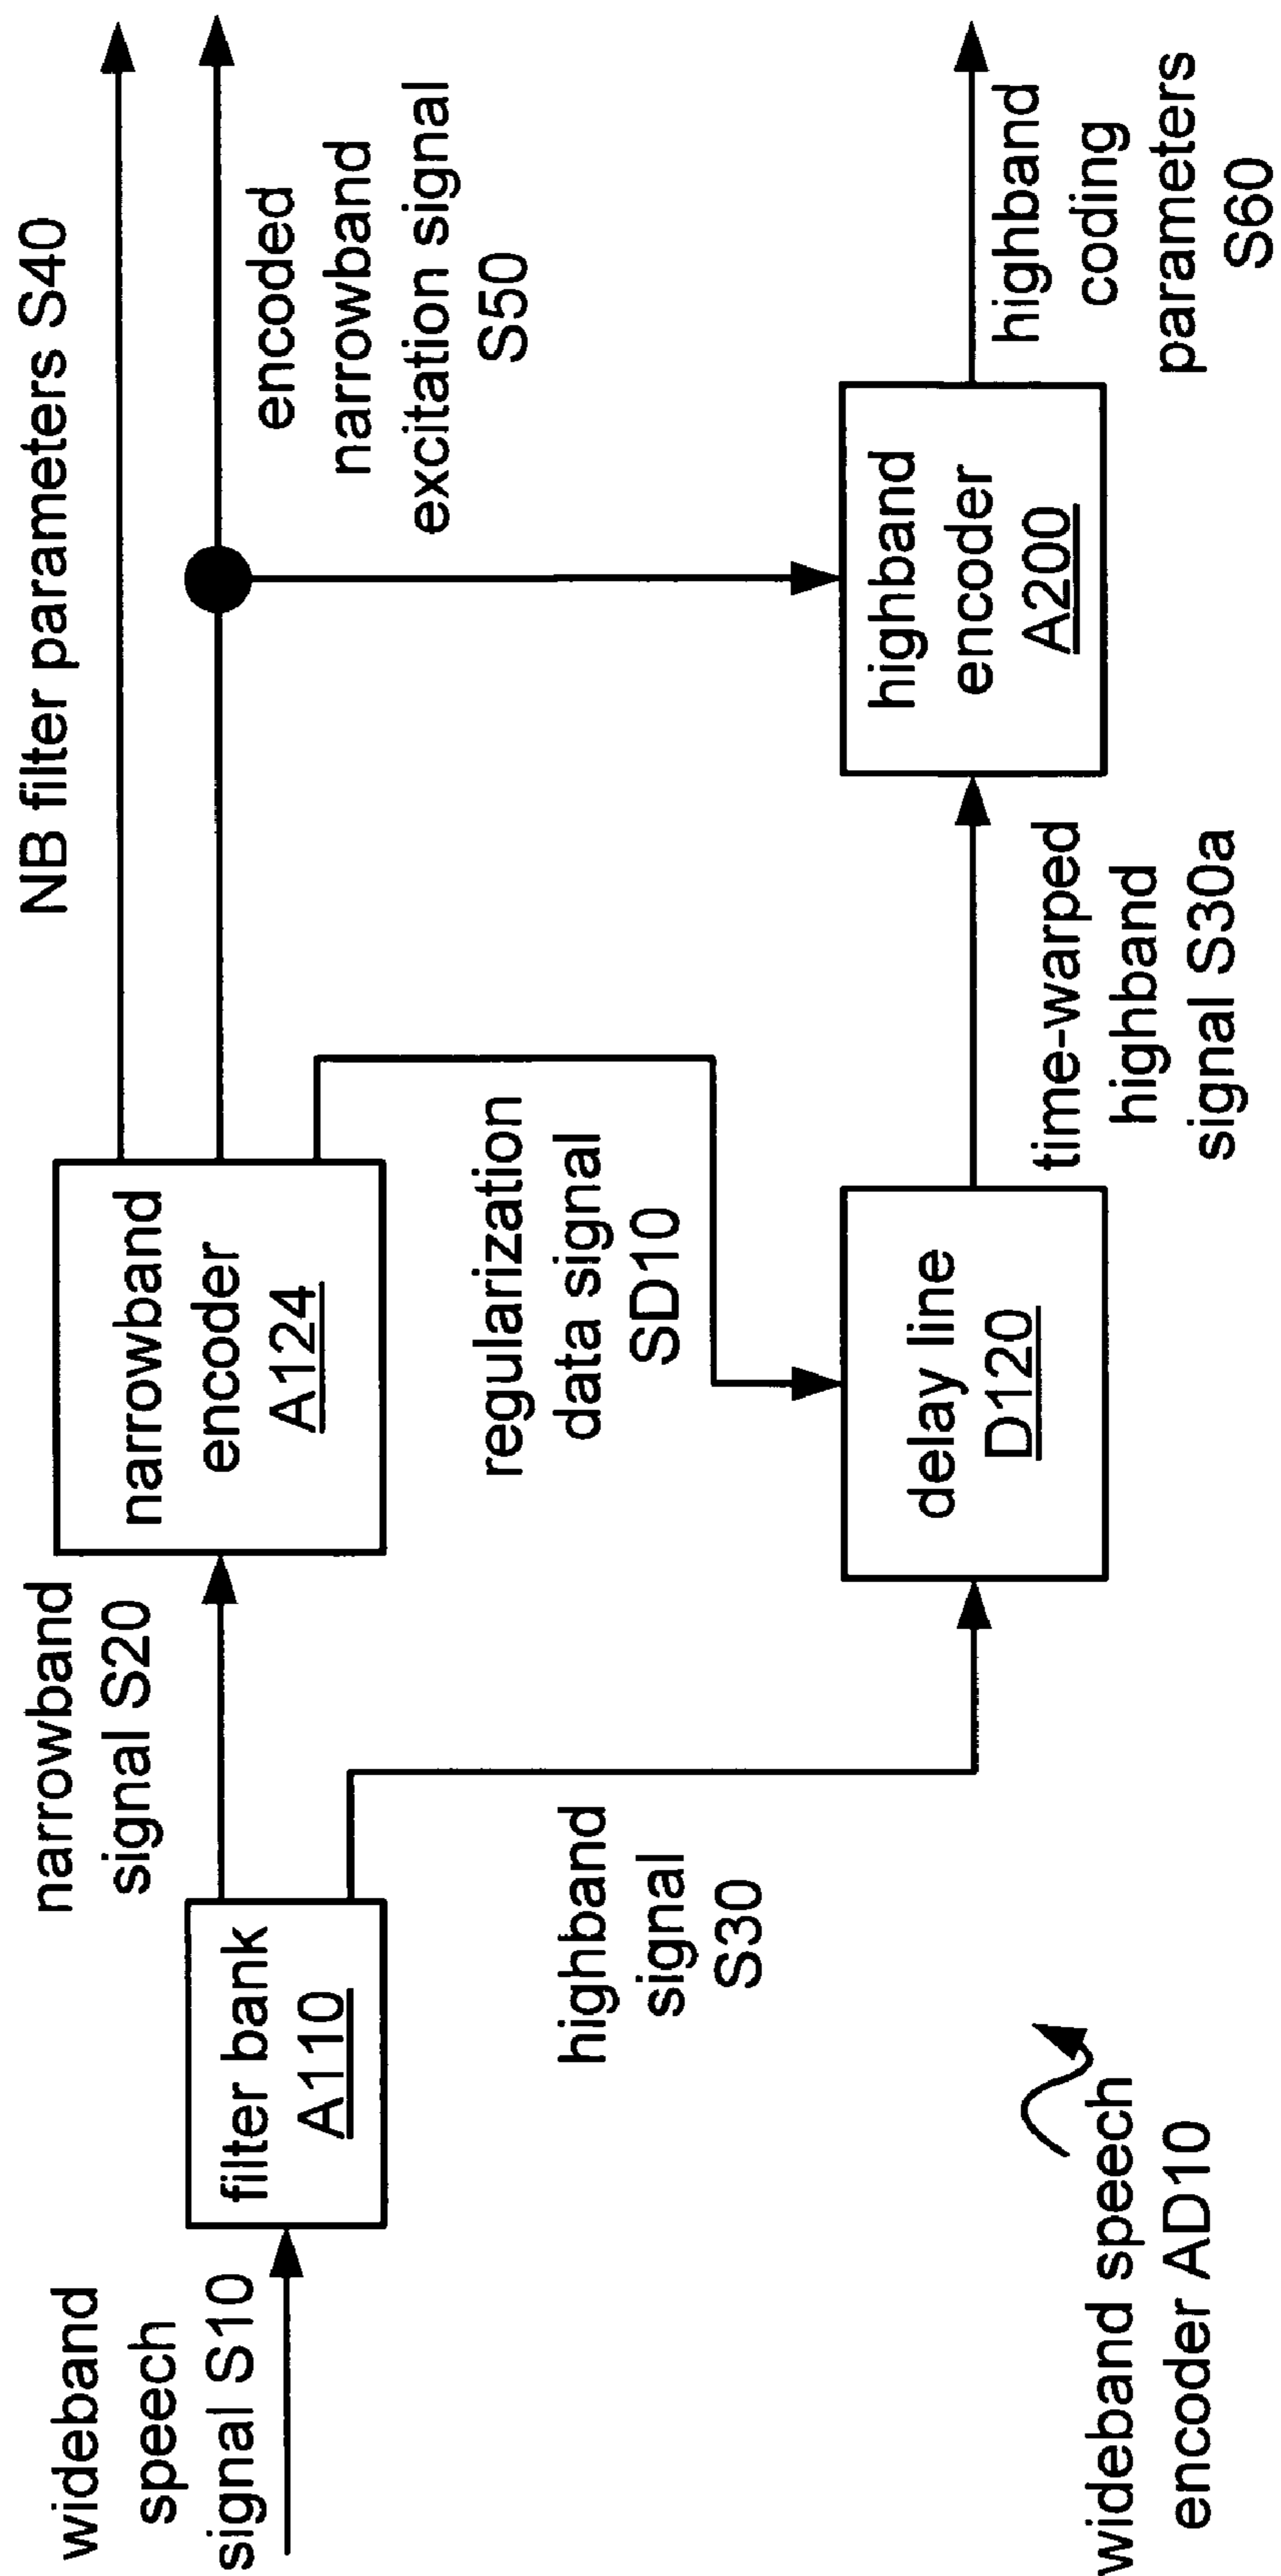 wideband
speech
signal S10
filter bank
A110
narrowband
signal S20
highband
signal
S30
narrowband
encoder
A124
regularization
data signal
SD10
delay line
D120
NB filter parameters S40
encoded
narrowband
excitation signal
S50
time-warped
highband
signal S30a
highband
encoder
A200
highband
coding
parameters
S60
wideband speech
encoder AD10